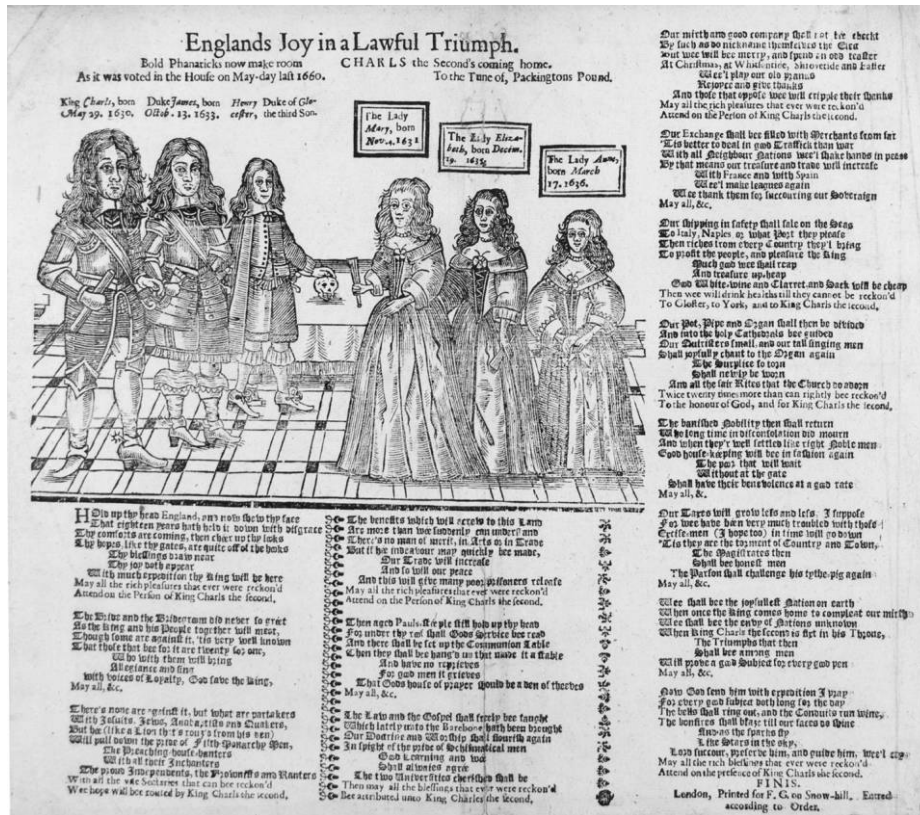 Englands Joy in a Lawful Triumph.
Bold Phanaticks now make room
CHARLS the Second's coming home.
As it was voted in the House on May-day last 1660.
To the Tune of, Packingtons Pound.
King Charls, born
May 29. 1630.
Duke James, born
Octob. 13. 1633.
Henry Duke of Glo-
cester, the third Son.
The Lady
Mary, born
Nov. 4. 1631
The Lady Eliza-
beth, born Decem.
29. 1635.
The Lady Anne,
born March
17. 1636.
HOld up thy head England, and now shew thy face
That eighteen years hath held it down with disgrace
Thy comforts are coming, then chear up thy looks
Thy hopes, like thy gates, are quite off of the hooks
Thy blessings draw near
Thy joy doth appear
With much expedition thy King will be here
May all the rich pleasures that ever were reckon'd
Attend on the Person of King Charls the second.
The Bride and the Bridegroom did never so griet
As the King and his People together will meet,
Though some are against it, 'tis very well known
That those that bee for it are twenty for one,
Who with them will bring
Allegiance and sing
with voices of Loyalty, God save the King,
May all, &c.
There's none are against it, but what are partakers
With Jesuits, Jews, Anabaptists and Quakers,
But he (like a Lion that's rouz'd from his den)
Will pull down the pride of Fifth-Panarchy Men,
The Preaching-house-hanters
With all their Inchanters
The proud Independents, the Brownists and Ranters
With all the vile Sectaries that can bee reckon'd
Wee hope will bee routed by King Charls the second,
The benefits which will acrew to this Land
Are more than wee suddenly can understand
There's no man of merit, in Arts or in Trade
But if hee indeavour may quickly bee made,
Our Trade will increase
And so will our peace
And this will give many poor prisoners release
May all the rich pleasures that ever were reckon'd
Attend on the Person of King Charls the second.
Then aged Pauls-steeple still hold up thy head
For under thy roof shall Gods Service bee read
And there shall be set up the Communion Table
Then they shall bee hang'd up that made it a stable
And have no reprieves
For god men it grieves
That Gods house of prayer should be a den of theeves
May all, &c.
The Law and the Gospel shall freely bee taught
Which lately unto the Barebone hath been brought
Our Doctrine and Worship shall flourish again
In spight of the pride of Schismatical men
God Learning and wee
Shall alwaies agree
The two Universities cherished shall be
Then may all the blessings that ever were reckon'd
Bee attributed unto King Charls the second,
Our mirth and good company shall not be checkt
By such as do nickname themselves the Elect
But wee will bee merry, and spend an odd teaster
At Christmas, at Whitsontide, Shrovetide and Easter
Wee'l play our old pranks
Rejoyce and give thanks
And those that oppose wee will cripple their shanks
May all the rich pleasures that ever were reckon'd
Attend on the Person of King Charls the second.
Our Exchange shall bee filled with Merchants from far
'Tis better to deal in good Traffick than war
With all Neighbour Nations wee'l shake hands in peace
By that means our treasure and trade will increase
With France and with Spain
Wee'l make leagues again
Wee thank them for succouring our Soveraign
May all, &c.
Our shipping in safety shall sale on the Seas
To Italy, Naples or what Port they please
Then riches from every Country they'l bring
To profit the people, and pleasure the King
Much god wee shall reap
And treasure up-heap
God White-wine and Clarret, and Sack will be cheap
Then wee will drink healths till they cannot be reckon'd
To Gloster, to York, and to King Charls the second,
Our Pot, Pipe and Organ shall then be divided
And into the holy Cathedrals bee guided
Our Quiristers small, and our tall singing men
Shall joyfully chant to the Organ again
The Surplice so torn
Shall newly be worn
And all the fair Rites that the Church do adorn
Twice twenty times more than can rightly bee reckon'd
To the honour of God, and for King Charls the second,
The banished Nobility then shall return
Who long time in disconsolation did mourn
And when they'r well settled like right Noble men
Good house-keeping will bee in fashion again
The poor that will wait
Without at the gate
Shall have their benevolence at a god rate
May all, &.
Our Taxes will grow less and less, I suppose
For wee have been very much troubled with those
Excise-men (I hope too) in time will go down
'Tis they are the torment of Country and Town,
The Magistrates then
Shall bee honest men
The Parson shall challenge his tythe-pig again
May all, &c.
Wee shall bee the joyfullest Nation on earth
When once the King comes home to compleat our mirth
Wee shall bee the envy of Nations unknown
When King Charls the second is set in his Throne,
The Triumphs that then
Shall bee among men
Will prove a god Subject for every god pen
May all, &c.
Now God send him with expedition I pray
For every god subject doth long for the day
The bells shall ring out, and the Conduits run wine,
The bonfires shall blaze till our faces do shine
And as the sparks fly
Like Stars in the sky,
Lord succour, preserve him, and guide him, wee'l cry
May all the rich blessings that ever were reckon'd
Attend on the presence of King Charls the second.
FINIS.
London, Printed for F. G. on Snow-hill. Entred
according to Order.